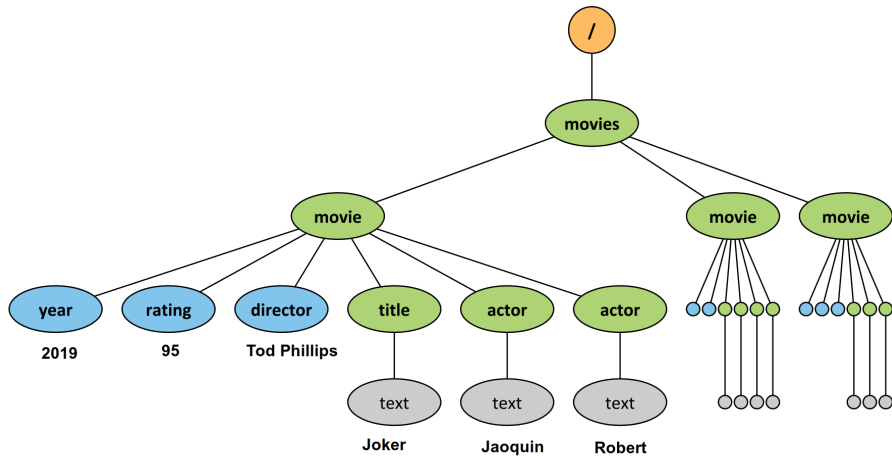 /
movies
movie movie movie
year rating director title actor actor
2019 95 Tod Phillips
text text text
Joker Jaoquin Robert